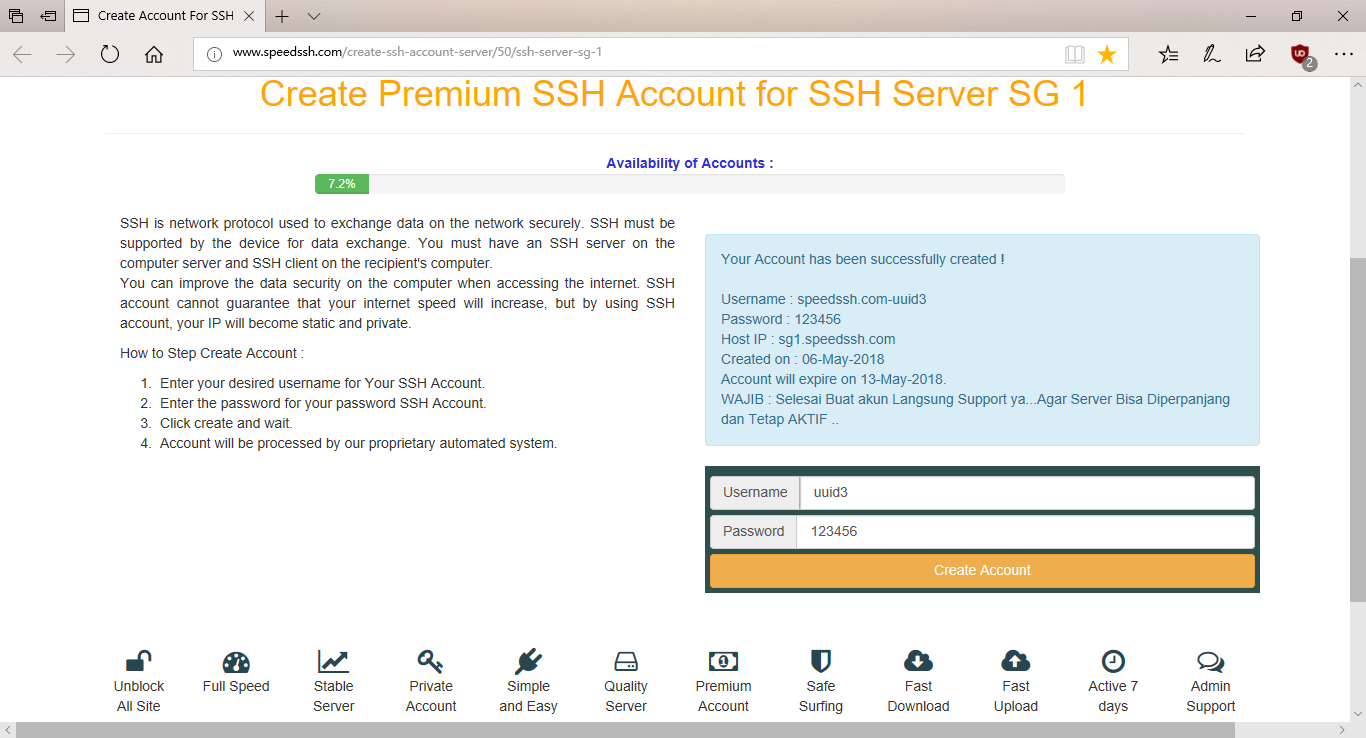 Create Account For SSH
www.speedssh.com/create-ssh-account-server/50/ssh-server-sg-1
2
Create Premium SSH Account for SSH Server SG 1
Availability of Accounts :
7.2%
SSH is network protocol used to exchange data on the network securely. SSH must be
supported by the device for data exchange. You must have an SSH server on the
computer server and SSH client on the recipient's computer.
You can improve the data security on the computer when accessing the internet. SSH
account cannot guarantee that your internet speed will increase, but by using SSH
account, your IP will become static and private.
How to Step Create Account :
1. Enter your desired username for Your SSH Account.
2. Enter the password for your password SSH Account.
3. Click create and wait.
4. Account will be processed by our proprietary automated system.
Your Account has been successfully created !
Username : speedssh.com-uuid3
Password : 123456
Host IP : sg1.speedssh.com
Created on : 06-May-2018
Account will expire on 13-May-2018.
WAJIB : Selesai Buat akun Langsung Support ya...Agar Server Bisa Diperpanjang
dan Tetap AKTIF ..
Username uuid3
Password 123456
Create Account
Unblock
All Site
Full Speed
Stable
Server
Private
Account
Simple
and Easy
Quality
Server
Premium
Account
Safe
Surfing
Fast
Download
Fast
Upload
Active 7
days
Admin
Support